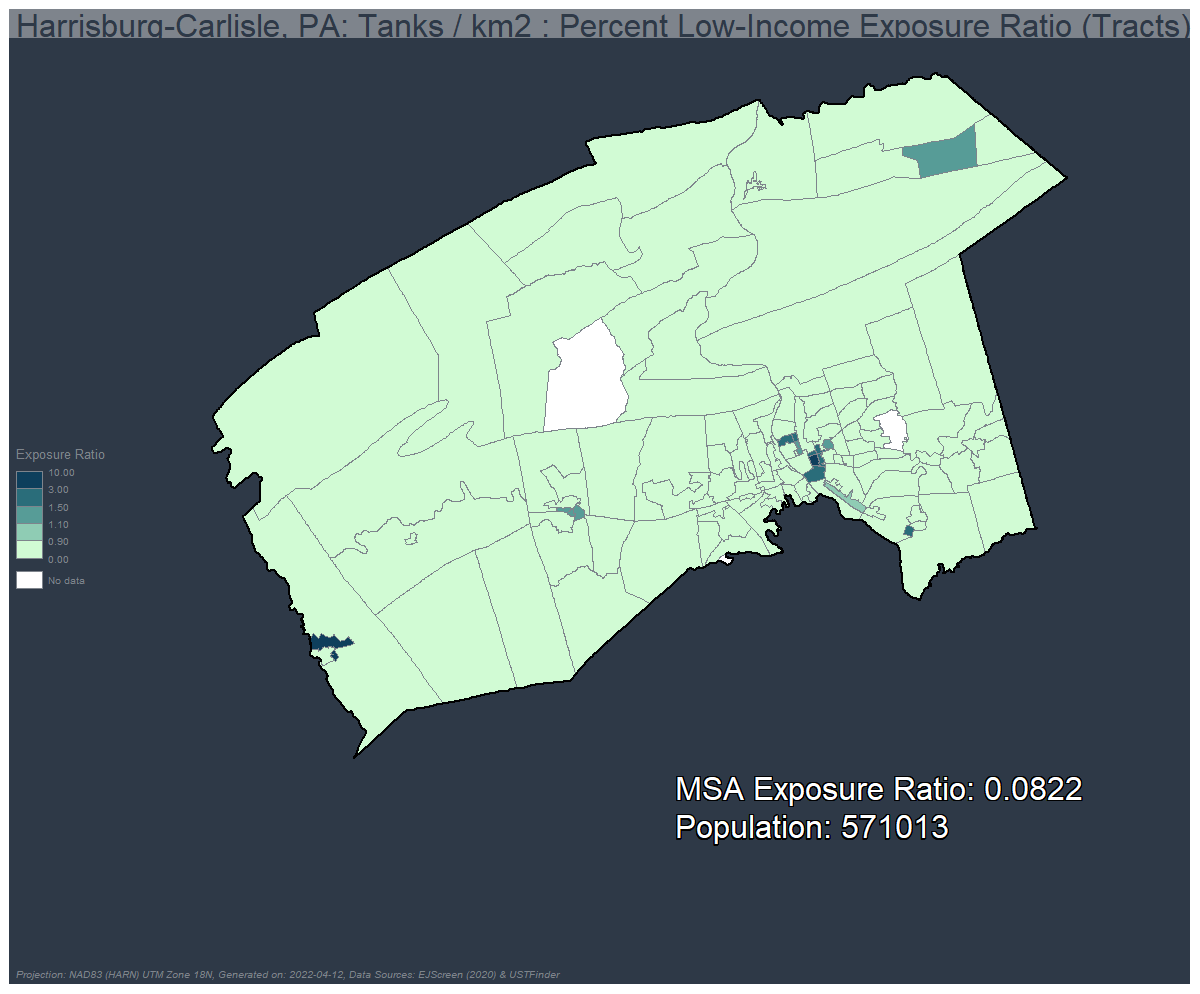 Harrisburg-Carlisle, PA: Tanks / km2 : Percent Low-Income Exposure Ratio (Tracts)
Exposure Ratio
10.00
3.00
1.50
1.10
0.90
0.00
No data
MSA Exposure Ratio: 0.0822
Population: 571013
Projection: NAD83 (HARN) UTM Zone 18N, Generated on: 2022-04-12, Data Sources: EJScreen (2020) & USTFinder